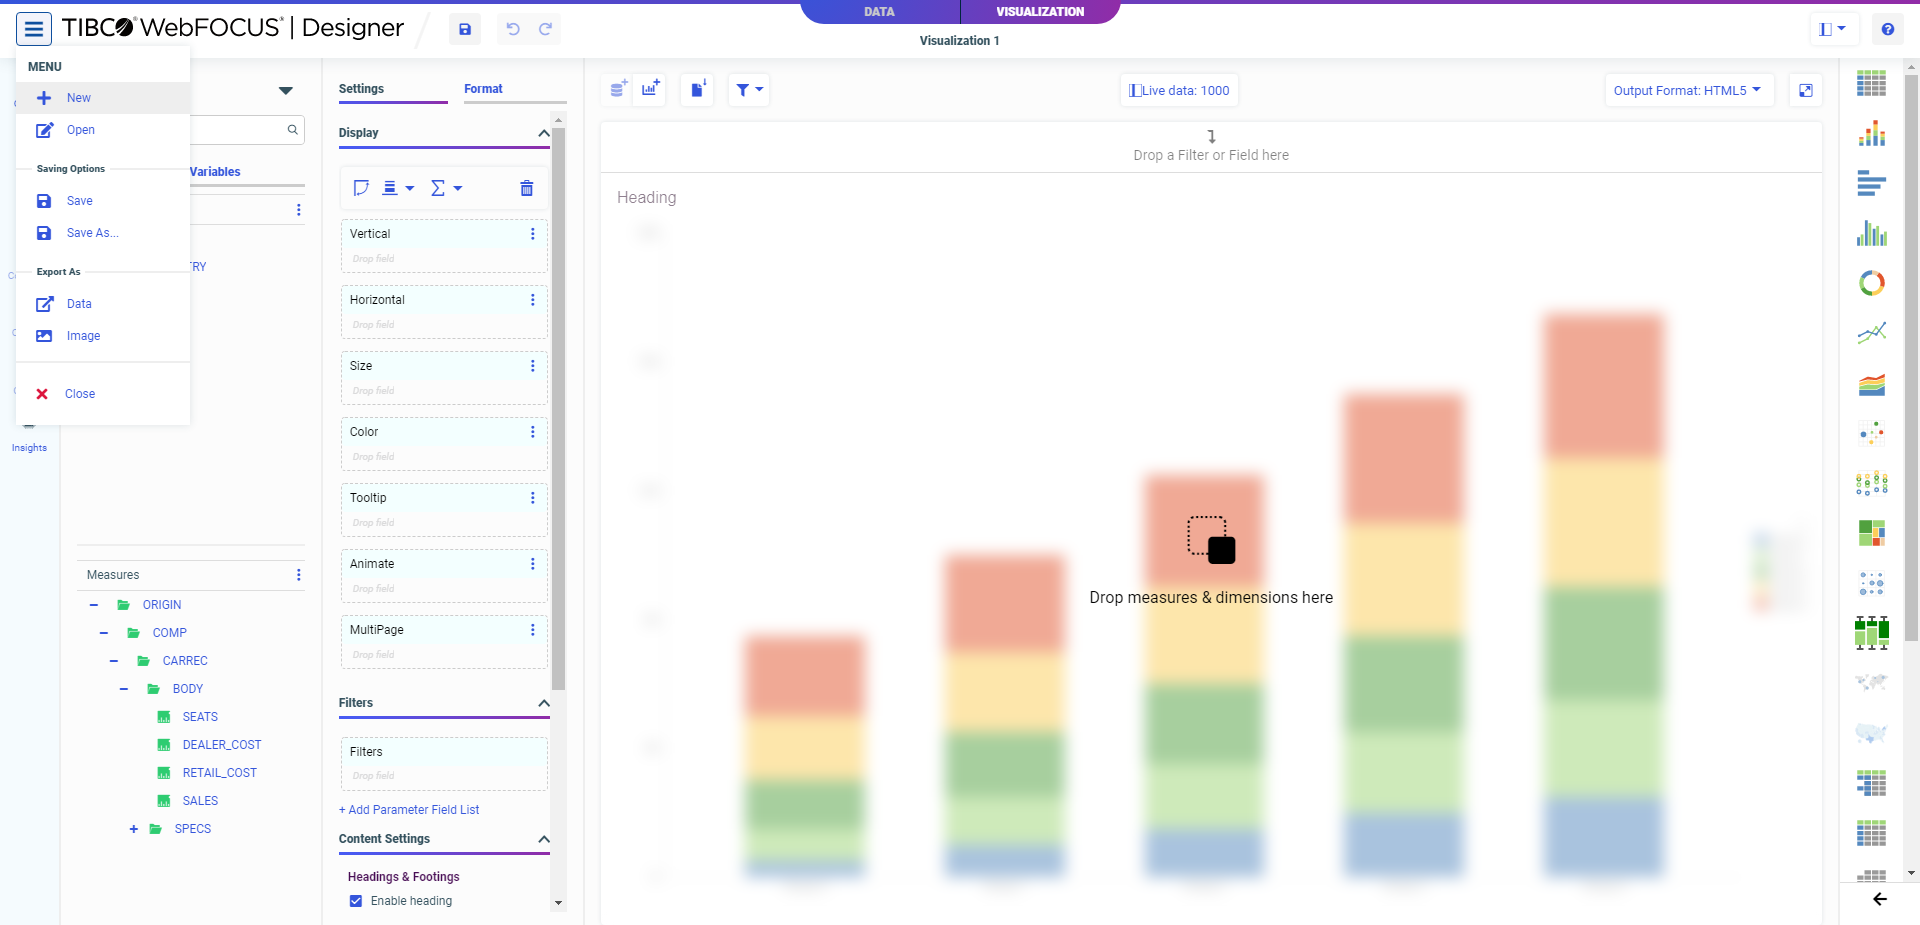 TIBCO® WebFOCUS® | Designer
DATA
VISUALIZATION
Visualization 1
MENU
New
Open
Saving Options
Save
Save As...
Export As
Data
Image
Close
Variables
TRY
Insights
Measures
ORIGIN
COMP
CARREC
BODY
SEATS
DEALER_COST
RETAIL_COST
SALES
SPECS
Settings
Format
Display
Vertical
Drop field
Horizontal
Drop field
Size
Drop field
Color
Drop field
Tooltip
Drop field
Animate
Drop field
MultiPage
Drop field
Filters
Filters
Drop field
+ Add Parameter Field List
Content Settings
Headings & Footings
Enable heading
Live data: 1000
Output Format: HTML5
Drop a Filter or Field here
Heading
Drop measures & dimensions here